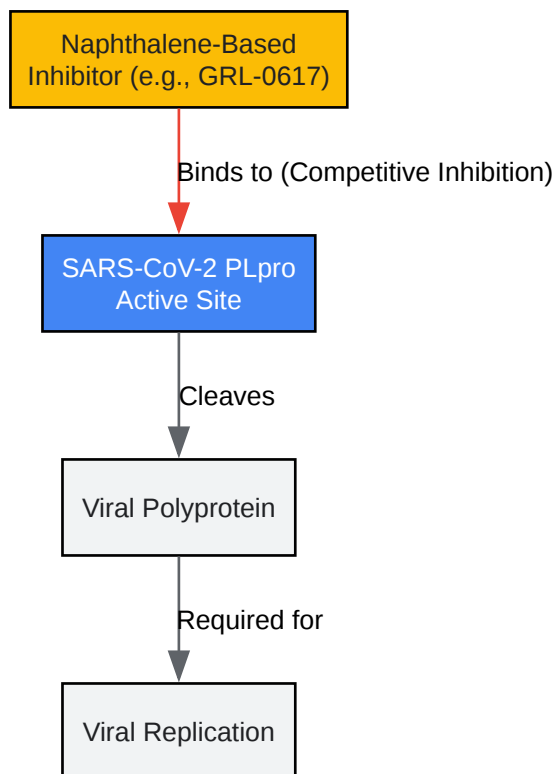 Naphthalene-Based
Inhibitor (e.g., GRL-0617)
Binds to (Competitive Inhibition)
SARS-CoV-2 PLpro
Active Site
Cleaves
Viral Polyprotein
Required for
Viral Replication